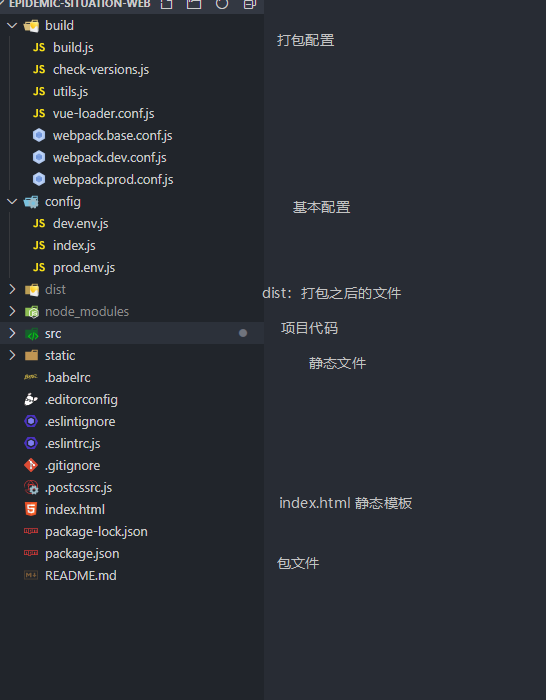 EPIDEMIC-SITUATION-WEB
build
打包配置
JS build.js
JS check-versions.js
JS utils.js
JS vue-loader.conf.js
webpack.base.conf.js
webpack.dev.conf.js
webpack.prod.conf.js
config
基本配置
JS dev.env.js
JS index.js
JS prod.env.js
dist
dist：打包之后的文件
node_modules
src
项目代码
static
静态文件
.babelrc
.editorconfig
.eslintignore
.eslintrc.js
.gitignore
.postcssrc.js
index.html
index.html 静态模板
package-lock.json
package.json
包文件
README.md